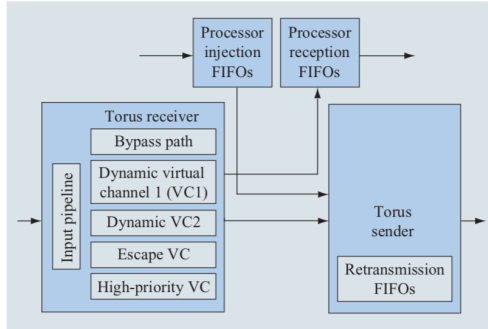 Processor
injection
FIFOs
Processor
reception
FIFOs
Torus receiver
Input pipeline
Bypass path
Dynamic virtual
channel 1 (VC1)
Dynamic VC2
Escape VC
High-priority VC
Torus
sender
Retransmission
FIFOs